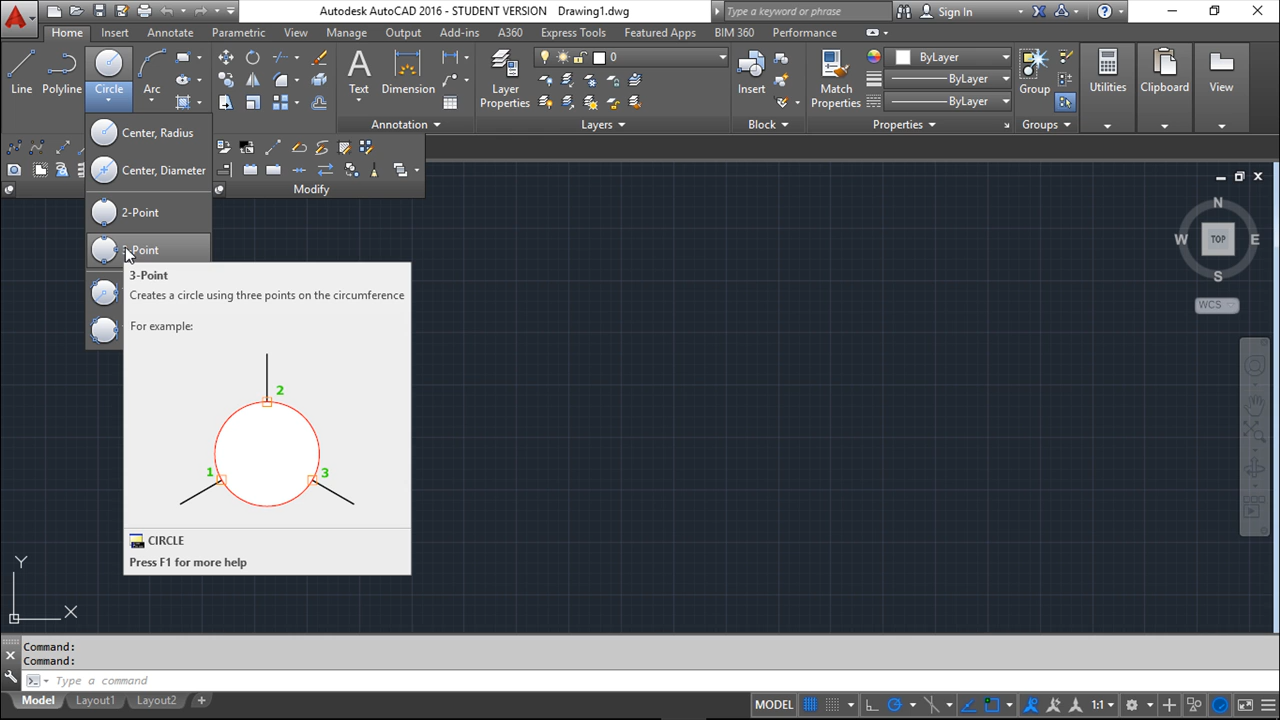 Autodesk AutoCAD 2016 - STUDENT VERSION Drawing1.dwg
Type a keyword or phrase
Sign In
Home Insert Annotate Parametric View Manage Output Add-ins A360 Express Tools Featured Apps BIM 360 Performance
Line
Polyline
Circle
Arc
Text
Dimension
Layer
Properties
0
Insert
Match
Properties
ByLayer
ByLayer
ByLayer
Group
Utilities
Clipboard
View
Annotation
Layers
Block
Properties
Groups
Center, Radius
Center, Diameter
2-Point
Point
Modify
3-Point
Creates a circle using three points on the circumference
For example:
2
1
3
CIRCLE
Press F1 for more help
N
W
TOP
E
S
WCS
Y
X
Command:
Command:
Type a command
Model Layout1 Layout2
MODEL
1:1